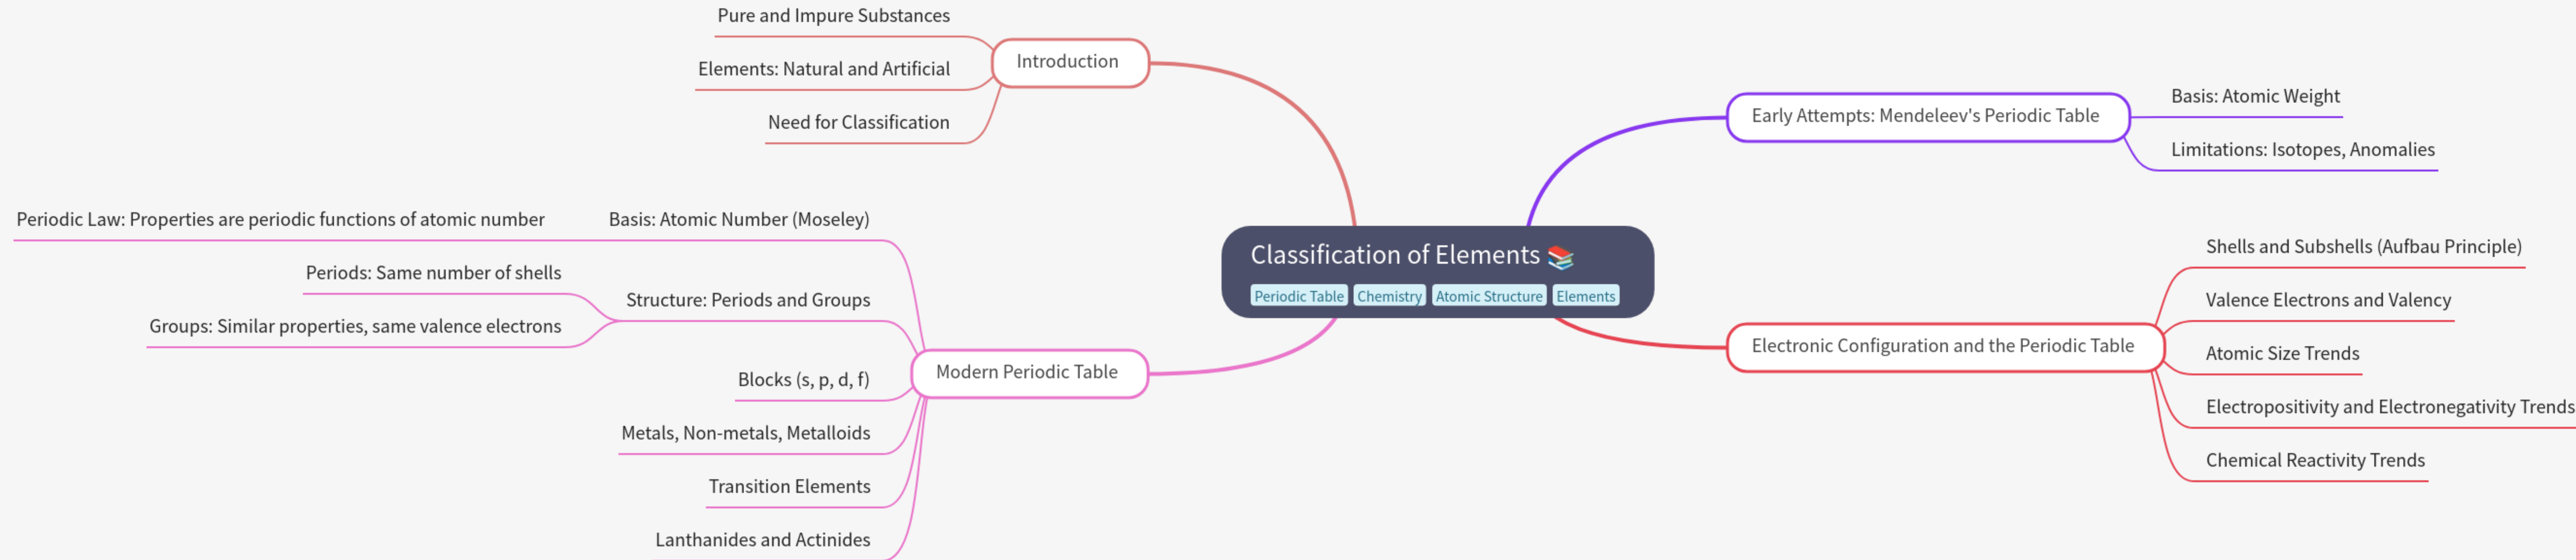 Classification of Elements 📚
Periodic Table Chemistry Atomic Structure Elements
Introduction
Pure and Impure Substances
Elements: Natural and Artificial
Need for Classification
Early Attempts: Mendeleev's Periodic Table
Basis: Atomic Weight
Limitations: Isotopes, Anomalies
Modern Periodic Table
Basis: Atomic Number (Moseley)
Periodic Law: Properties are periodic functions of atomic number
Structure: Periods and Groups
Periods: Same number of shells
Groups: Similar properties, same valence electrons
Blocks (s, p, d, f)
Metals, Non-metals, Metalloids
Transition Elements
Lanthanides and Actinides
Electronic Configuration and the Periodic Table
Shells and Subshells (Aufbau Principle)
Valence Electrons and Valency
Atomic Size Trends
Electropositivity and Electronegativity Trends
Chemical Reactivity Trends